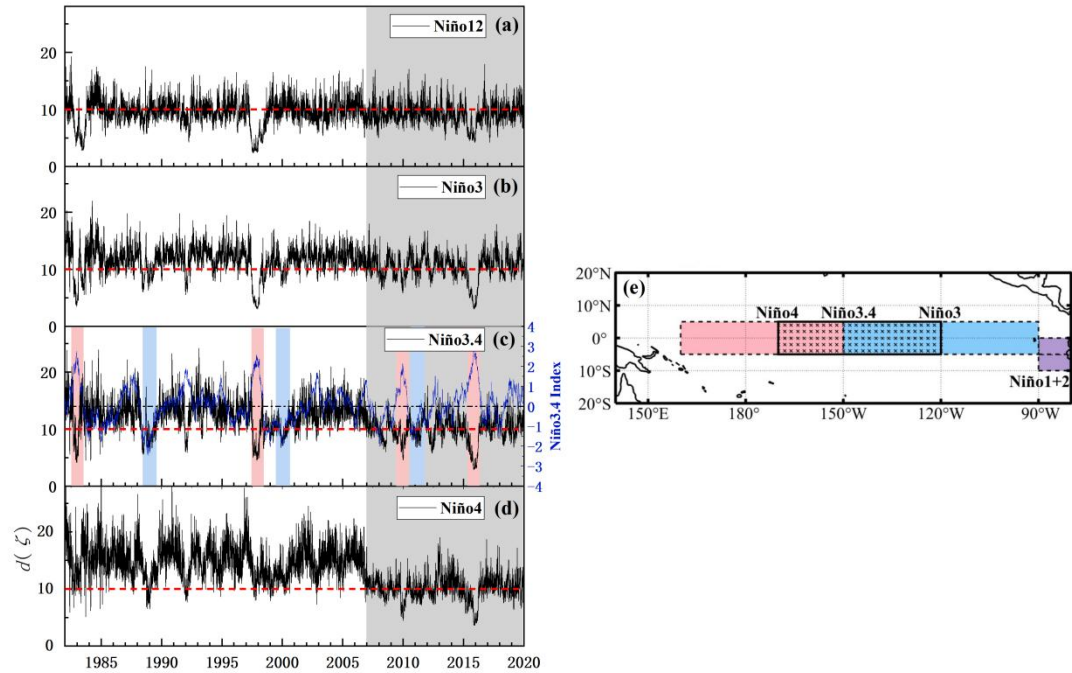 Niño12 (a)
20
10
0
Niño3 (b)
20
10
0
Niño3.4 (c)
4
3
2
1
0
-1
-2
-3
-4
Niño3.4 Index
20
10
0
Niño4 (d)
20
10
0
d( ζ )
1985 1990 1995 2000 2005 2010 2015 2020
(e)
20°N
10°N
0°
10°S
20°S
Niño4 Niño3.4 Niño3
Niño1+2
150°E 180° 150°W 120°W 90°W